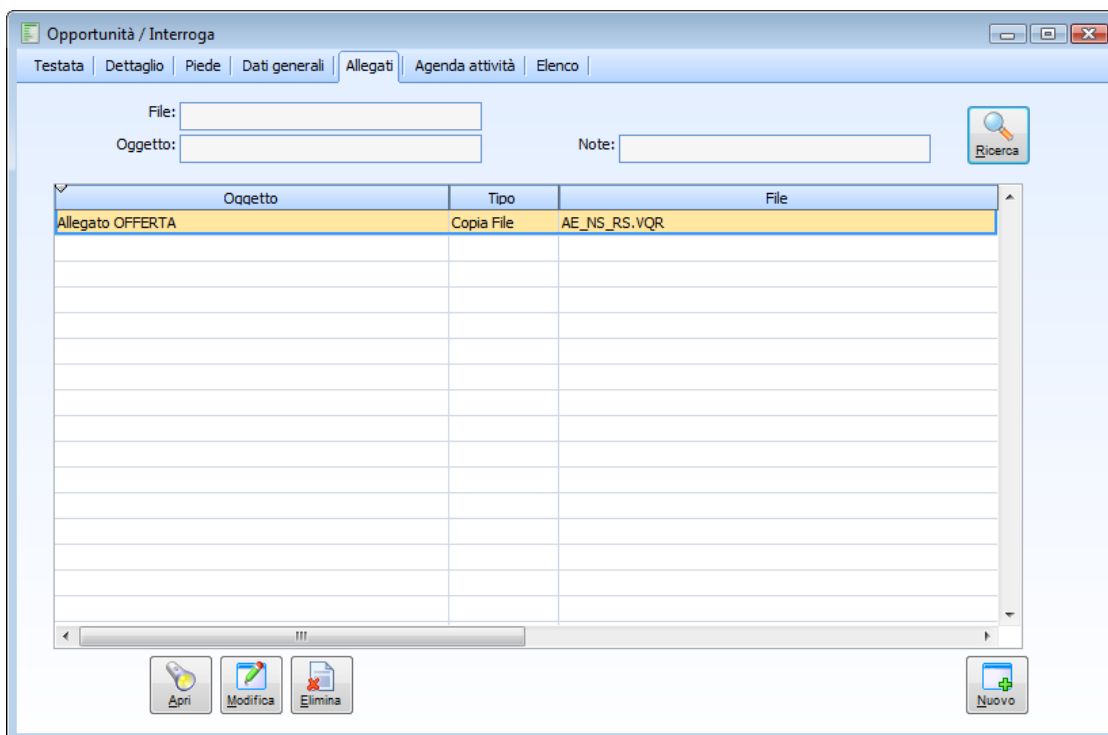 Opportunità / Interroga
Testata | Dettaglio | Piede | Dati generali | Allegati | Agenda attività | Elenco |
File:
Oggetto: Note: Ricerca
Oggetto Tipo File
Allegato OFFERTA Copia File AE_NS_RS.VQR
Apri Modifica Elimina Nuovo